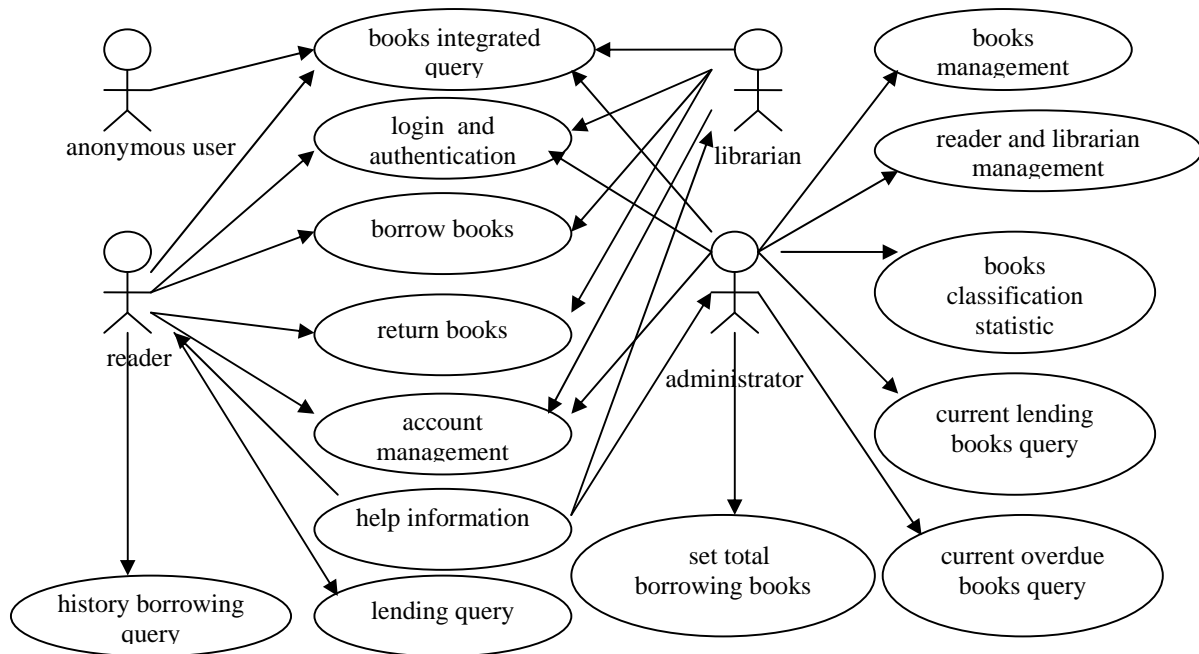 books integrated
query
books
management
anonymous user
login and
authentication
librarian
reader and librarian
management
borrow books
books
classification
statistic
return books
reader
administrator
account
management
current lending
books query
help information
set total
borrowing books
current overdue
books query
history borrowing
query
lending query